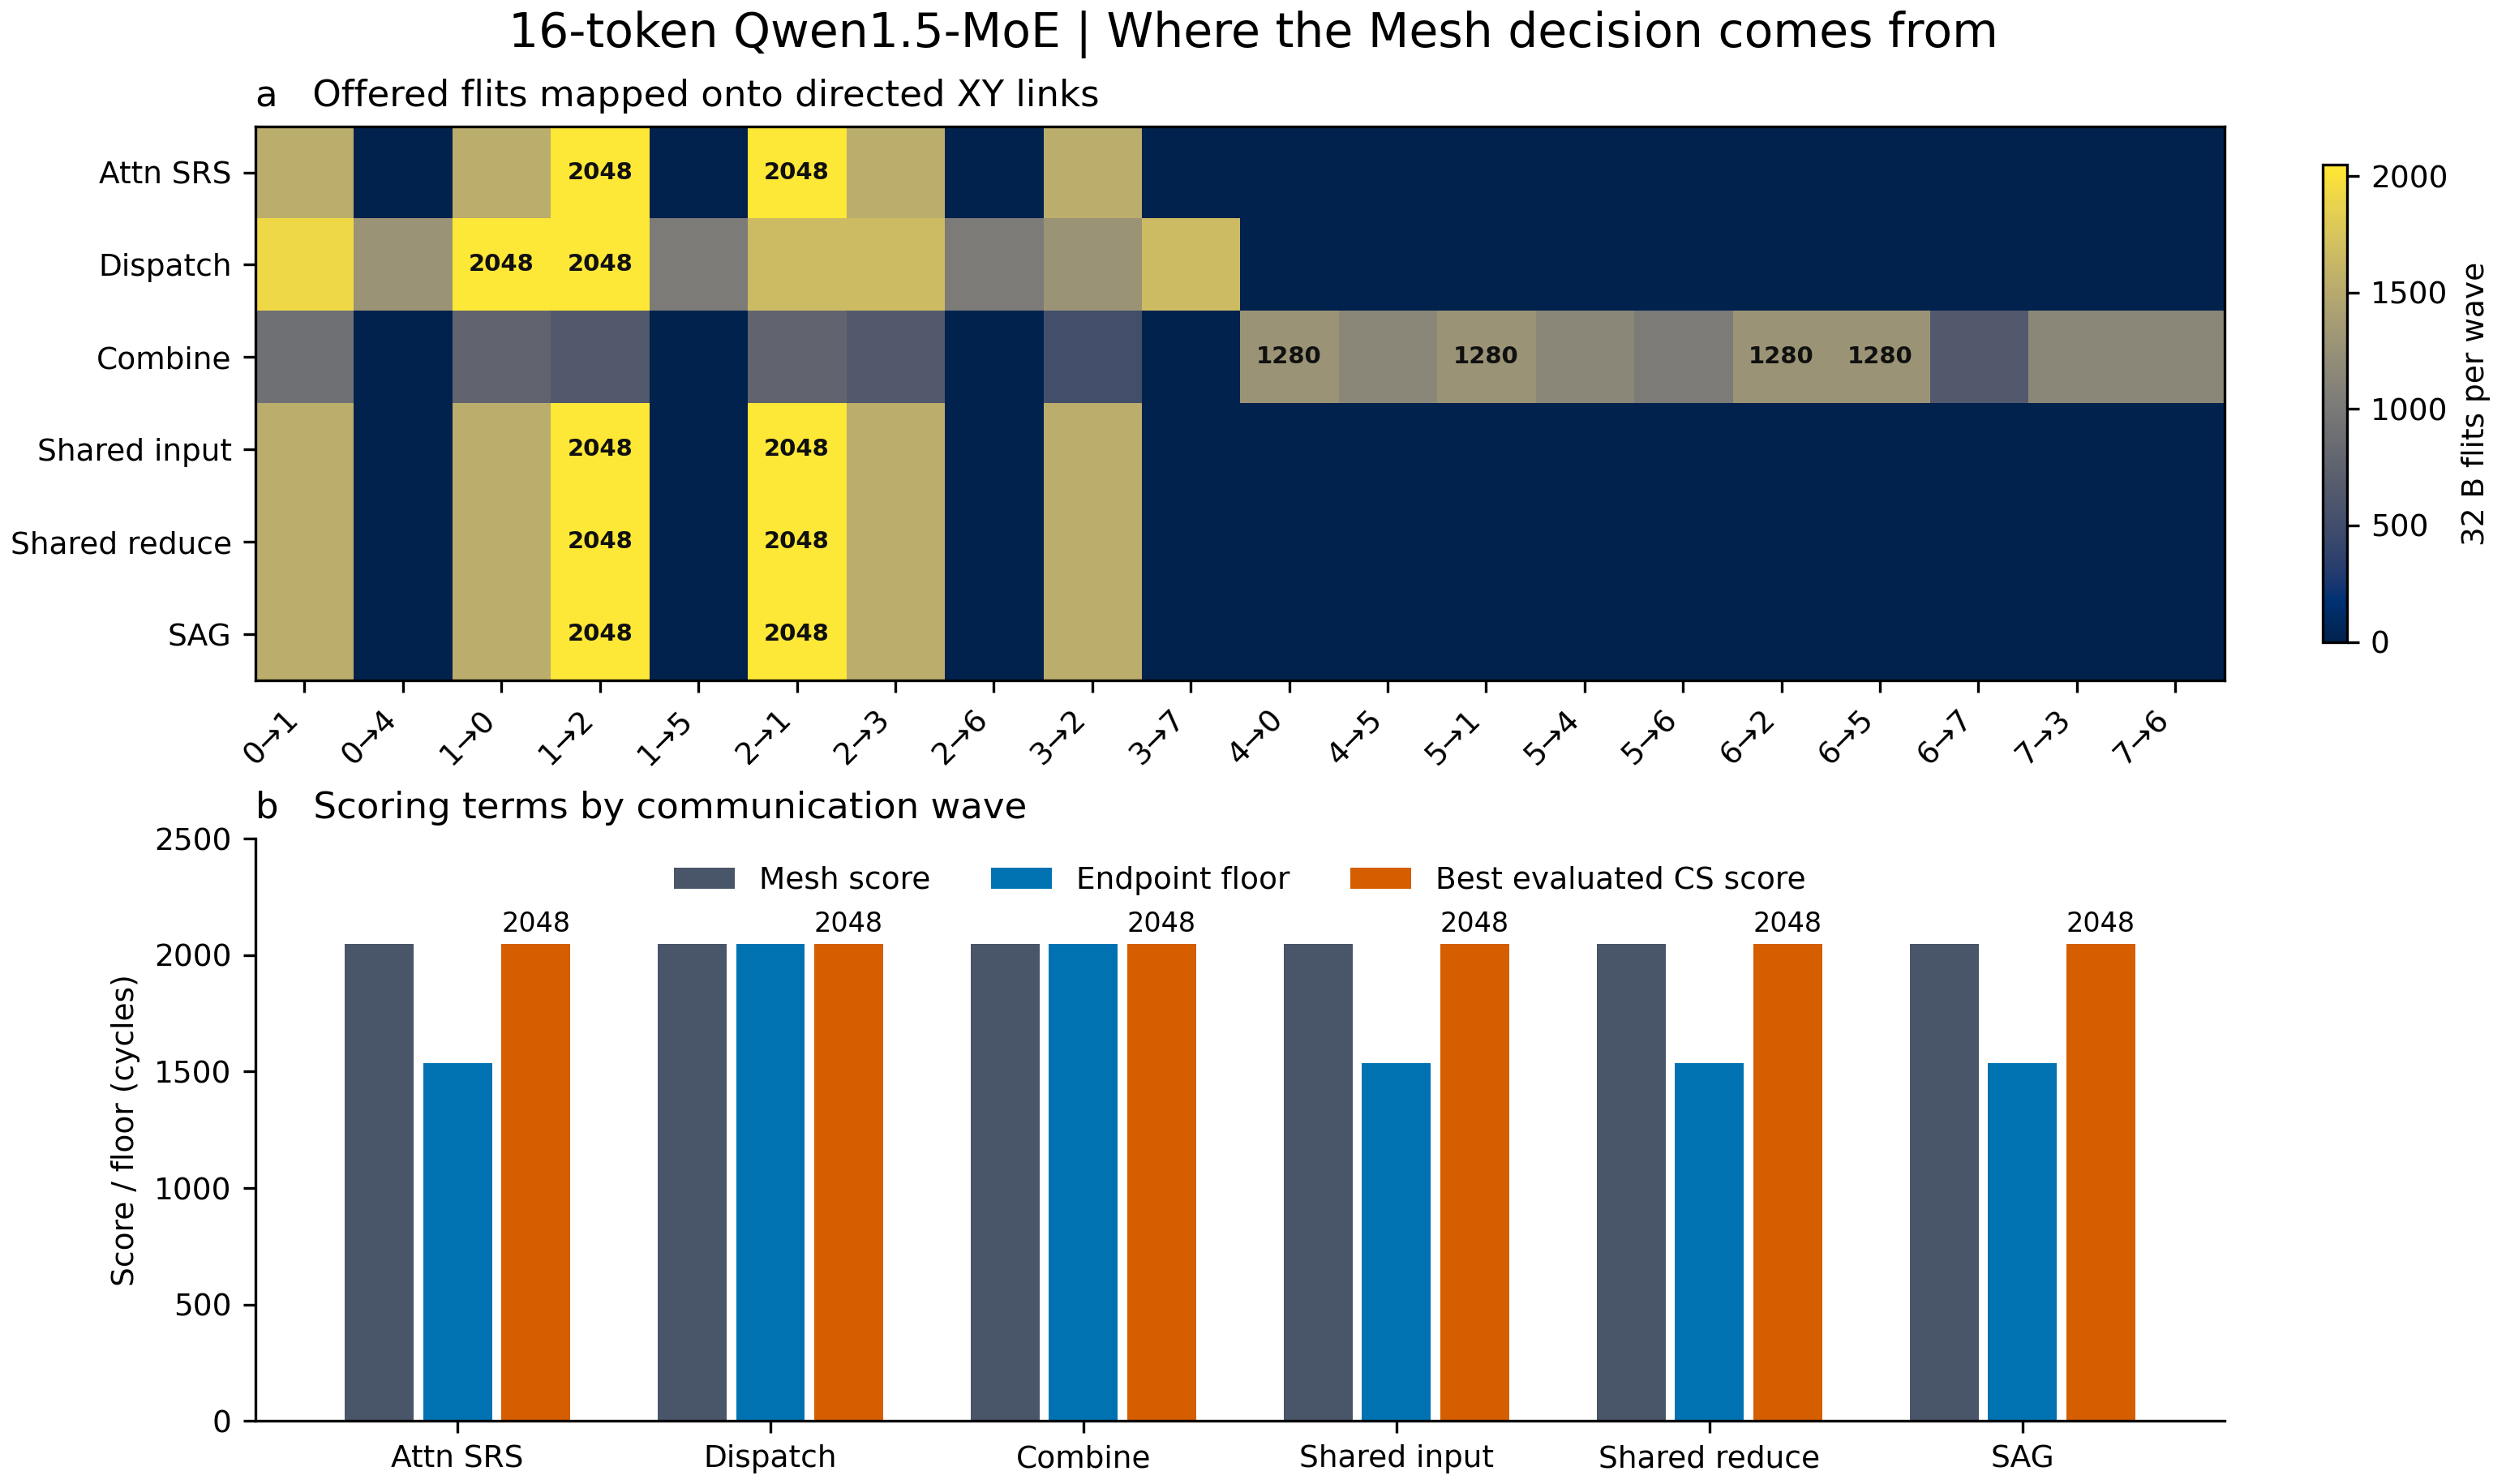 16-token Qwen1.5-MoE | Where the Mesh decision comes from
a Offered flits mapped onto directed XY links
Attn SRS
2048 2048
Dispatch
2048 2048
Combine
1280 1280 1280 1280
Shared input
2048 2048
Shared reduce
2048 2048
SAG
2048 2048
0→1 0→4 1→0 1→2 1→5 2→1 2→3 2→6 3→2 3→7 4→0 4→5 5→1 5→4 5→6 6→2 6→5 6→7 7→3 7→6
2000
1500
1000
500
0
32 B flits per wave
b Scoring terms by communication wave
Mesh score Endpoint floor Best evaluated CS score
2048 2048 2048 2048 2048 2048
2500
2000
1500
1000
500
0
Score / floor (cycles)
Attn SRS Dispatch Combine Shared input Shared reduce SAG